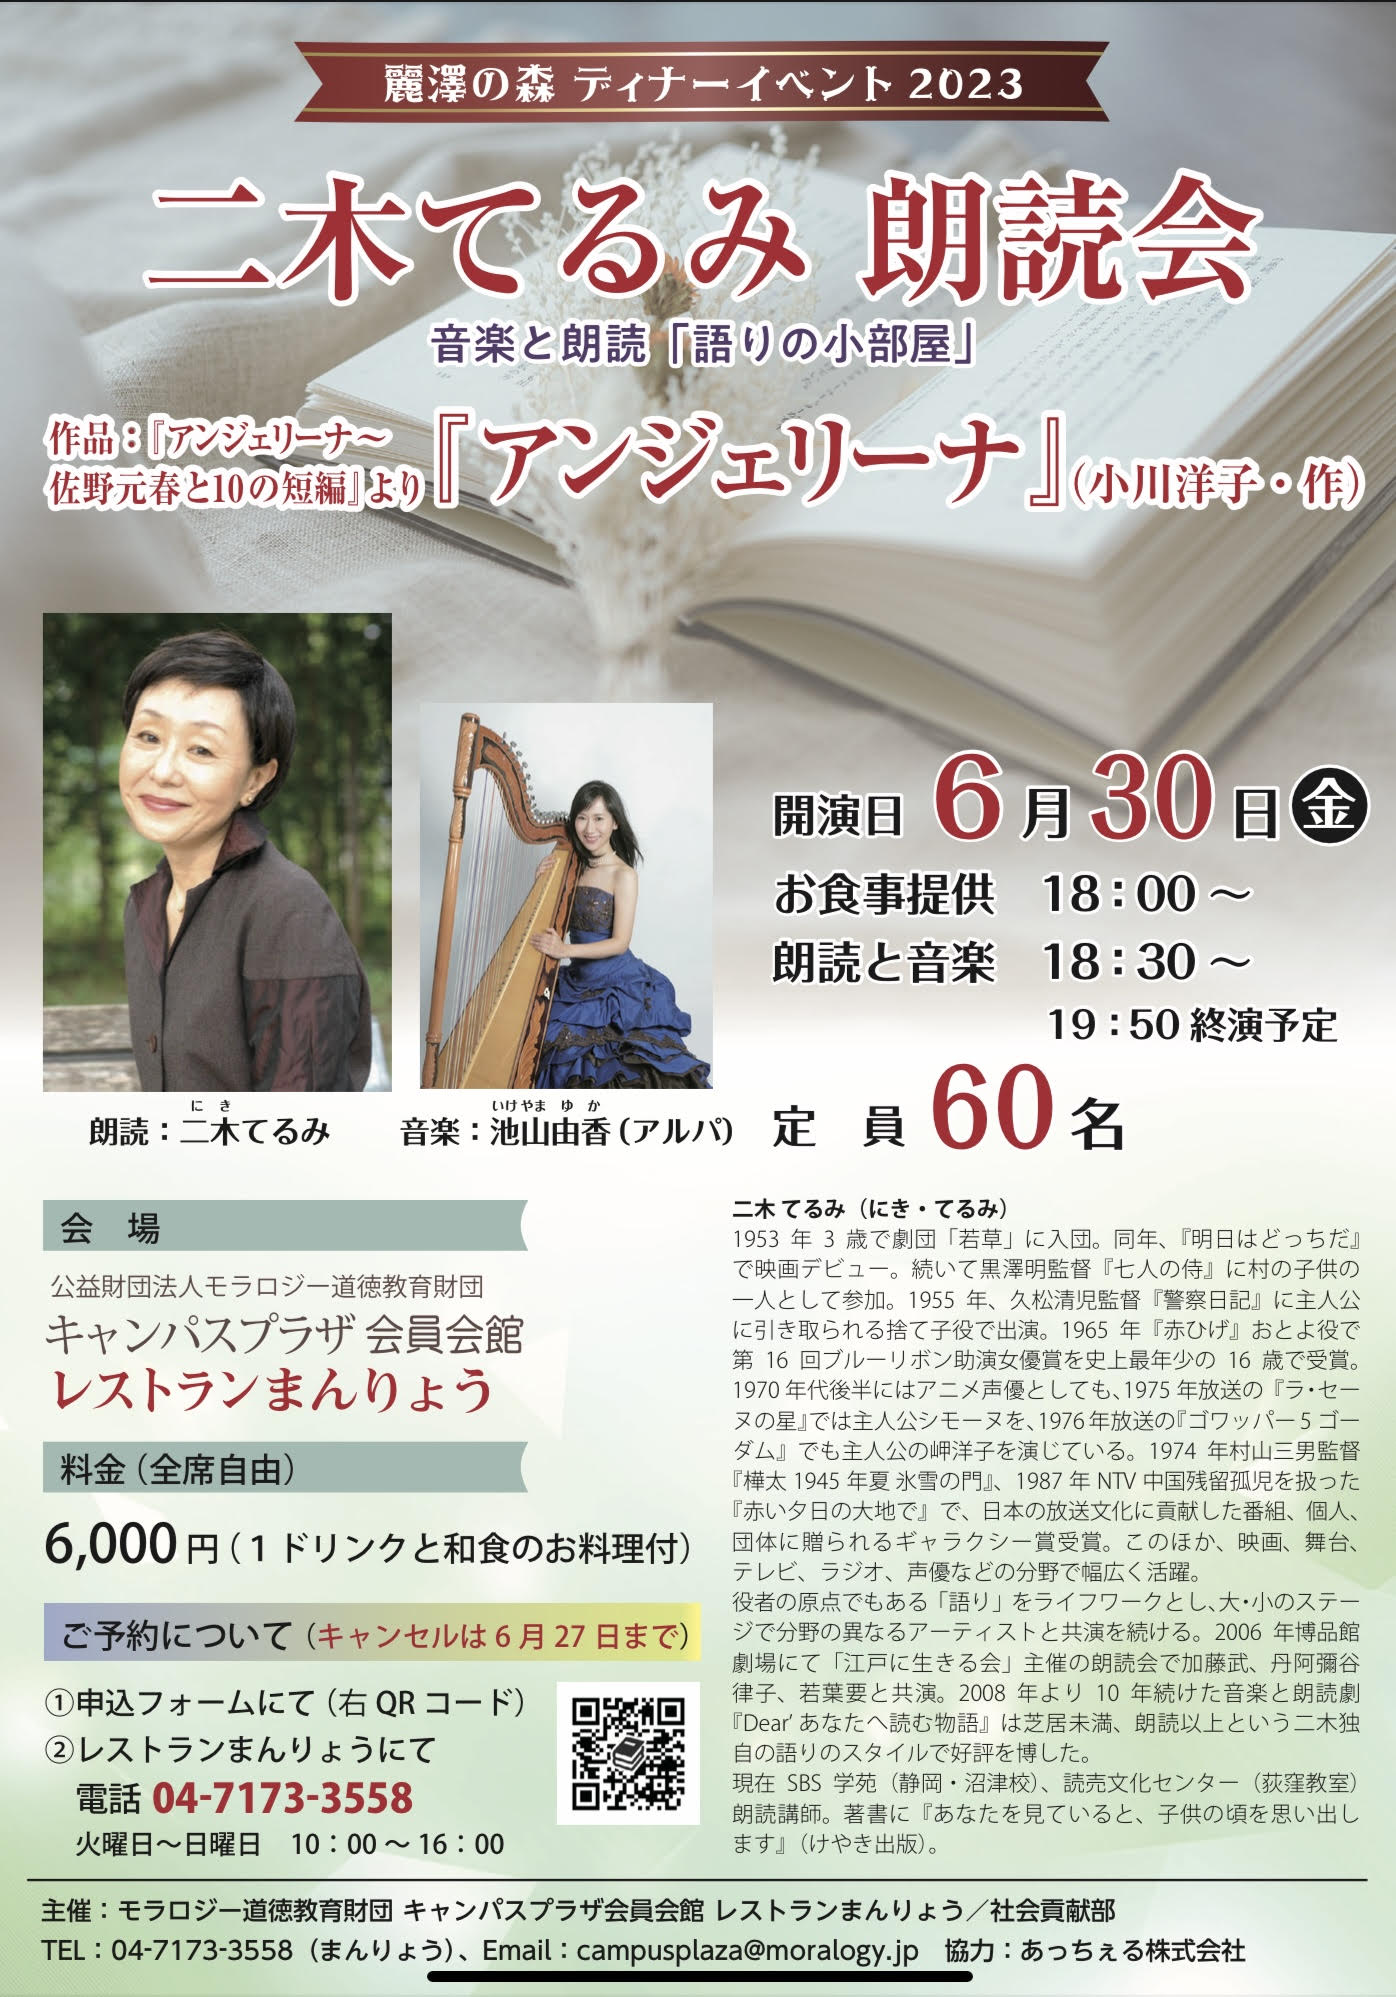 麗澤の森 ディナーイベント 2023
二木てるみ 朗読会
音楽と朗読「語りの小部屋」
作品：『アンジェリーナ〜
佐野元春と10の短編』より『アンジェリーナ』（小川洋子・作）
開演日 6月30日㊎
お食事提供 18：00〜
朗読と音楽 18：30〜
19：50 終演予定
定 員 60名
に き
朗読：二木てるみ
いけやま ゆ か
音楽：池山由香（アルパ）
会 場
公益財団法人モラロジー道徳教育財団
キャンパスプラザ 会員会館
レストランまんりょう
料金（全席自由）
6,000円（1ドリンクと和食のお料理付）
ご予約について（キャンセルは6月27日まで）
①申込フォームにて（右QRコード）
②レストランまんりょうにて
電話 04-7173-3558
火曜日〜日曜日 10：00〜16：00
二木 てるみ（にき・てるみ）
1953 年 3 歳で劇団「若草」に入団。同年、『明日はどっちだ』
で映画デビュー。続いて黒澤明監督『七人の侍』に村の子供の
一人として参加。1955 年、久松清児監督『警察日記』に主人公
に引き取られる捨て子役で出演。1965 年『赤ひげ』おとよ役で
第 16 回ブルーリボン助演女優賞を史上最年少の 16 歳で受賞。
1970 年代後半にはアニメ声優としても、1975 年放送の『ラ・セー
ヌの星』では主人公シモーヌを、1976 年放送の『ゴワッパー 5 ゴー
ダム』でも主人公の岬洋子を演じている。1974 年村山三男監督
『樺太 1945 年夏 氷雪の門』、1987 年 NTV 中国残留孤児を扱った
『赤い夕日の大地で』で、日本の放送文化に貢献した番組、個人、
団体に贈られるギャラクシー賞受賞。このほか、映画、舞台、
テレビ、ラジオ、声優などの分野で幅広く活躍。
役者の原点でもある「語り」をライフワークとし、大・小のステー
ジで分野の異なるアーティストと共演を続ける。2006 年博品館
劇場にて「江戸に生きる会」主催の朗読会で加藤武、丹阿彌谷
律子、若葉要と共演。2008 年より 10 年続けた音楽と朗読劇
『Dear’ あなたへ読む物語』は芝居未満、朗読以上という二木独
自の語りのスタイルで好評を博した。
現在 SBS 学苑（静岡・沼津校）、読売文化センター（荻窪教室）
朗読講師。著書に『あなたを見ていると、子供の頃を思い出し
ます』（けやき出版）。
主催：モラロジー道徳教育財団 キャンパスプラザ会員会館 レストランまんりょう／社会貢献部
TEL：04-7173-3558（まんりょう）、Email：campusplaza@moralogy.jp 協力：あっちぇる株式会社